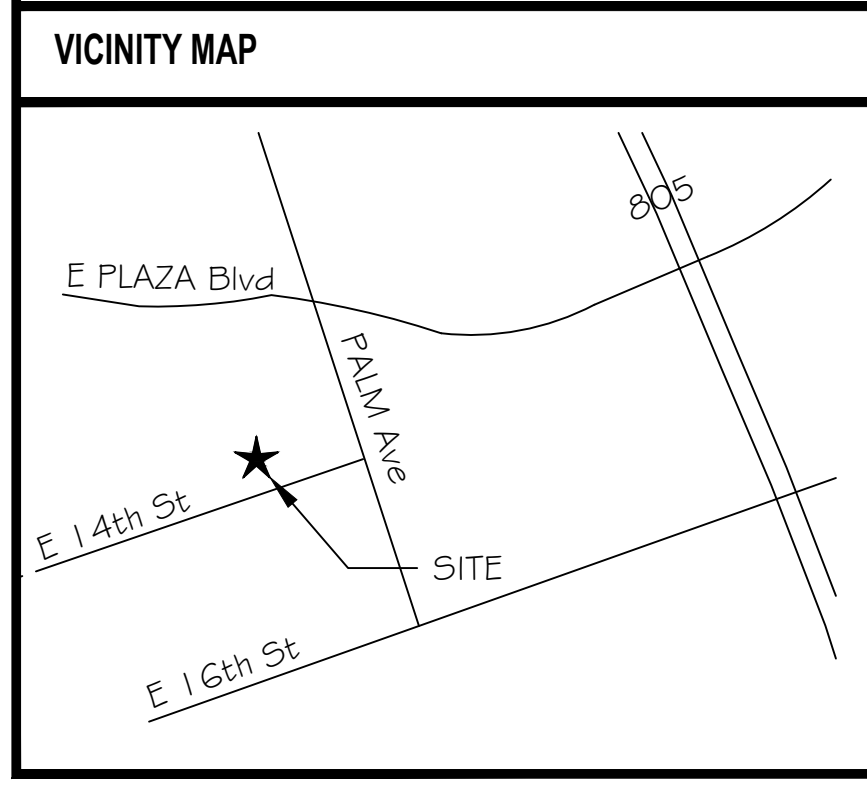 VICINITY MAP
805
E PLAZA Blvd
PALM Ave
E 14th St
SITE
E 16th St